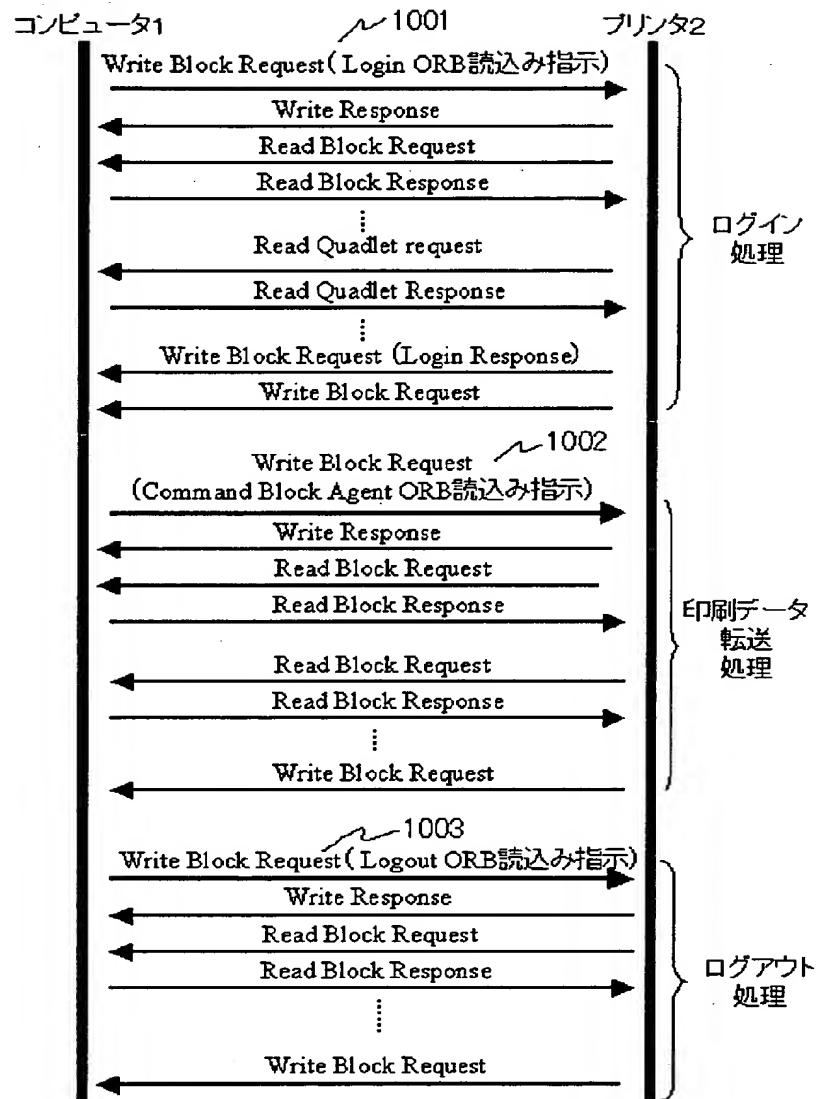 コンピュータ1
1001
プリンタ2
Write Block Request(Login ORB読込み指示)
Write Response
Read Block Request
Read Block Response
Read Quadlet request
Read Quadlet Response
Write Block Request (Login Response)
Write Block Request
ログイン
処理
1002
Write Block Request
(Command Block Agent ORB読込み指示)
Write Response
Read Block Request
Read Block Response
Read Block Request
Read Block Response
Write Block Request
印刷データ
転送
処理
1003
Write Block Request(Logout ORB読込み指示)
Write Response
Read Block Request
Read Block Response
Write Block Request
ログアウト
処理